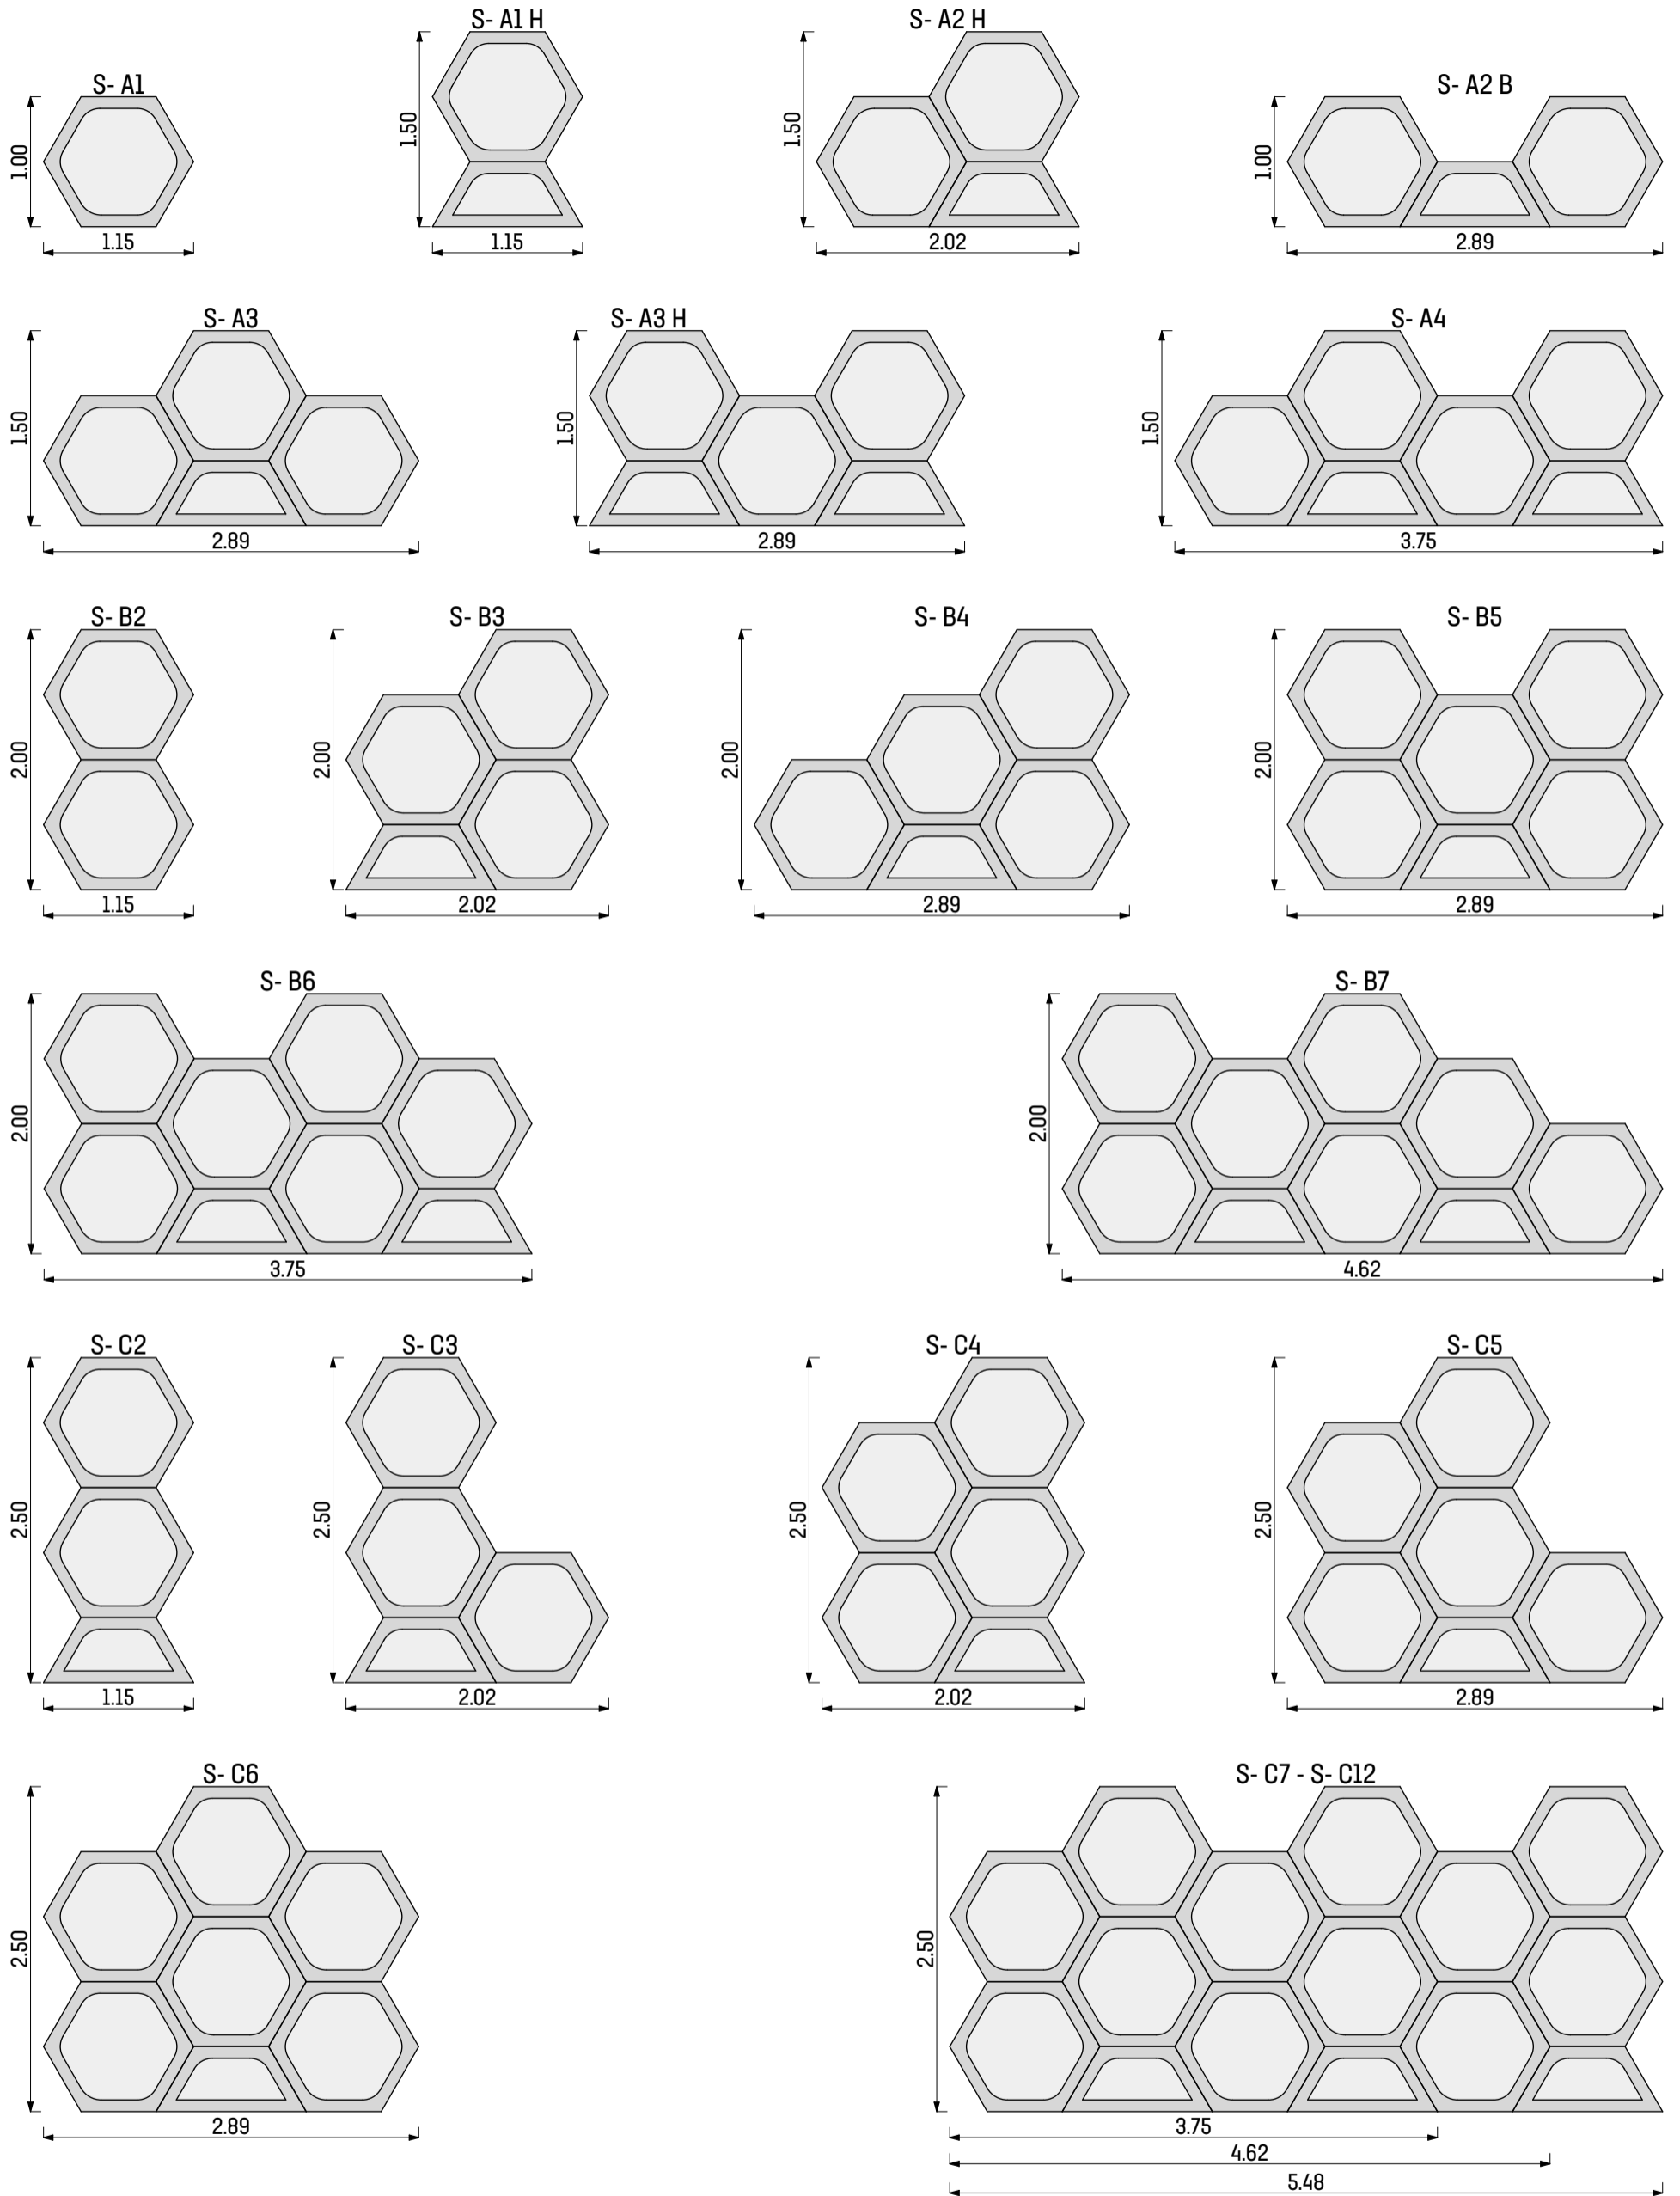 S- A1
1.00
1.15
S- A1 H
1.50
1.15
S- A2 H
1.50
2.02
S- A2 B
1.00
2.89
S- A3
1.50
2.89
S- A3 H
1.50
2.89
S- A4
1.50
3.75
S- B2
2.00
1.15
S- B3
2.00
2.02
S- B4
2.00
2.89
S- B5
2.00
2.89
S- B6
2.00
3.75
S- B7
2.00
4.62
S- C2
2.50
1.15
S- C3
2.50
2.02
S- C4
2.50
2.02
S- C5
2.50
2.89
S- C6
2.50
2.89
S- C7 - S- C12
2.50
3.75
4.62
5.48